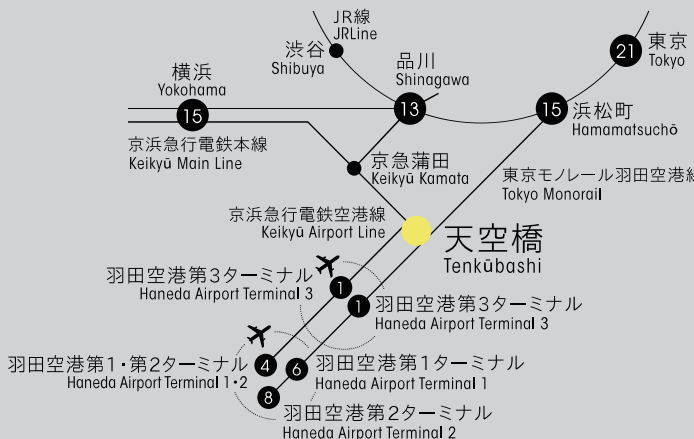 JR線
JRLine
渋谷
Shibuya
品川
Shinagawa
21
東京
Tokyo
横浜
Yokohama
15
13
15
浜松町
Hamamatsuchō
京浜急行電鉄本線
Keikyū Main Line
京急蒲田
Keikyū Kamata
東京モノレール羽田空港線
Tokyo Monorail
京浜急行電鉄空港線
Keikyū Airport Line
天空橋
Tenkūbashi
羽田空港第3ターミナル
Haneda Airport Terminal 3
1
1
羽田空港第3ターミナル
Haneda Airport Terminal 3
羽田空港第1・第2ターミナル
Haneda Airport Terminal 1・2
4
6
羽田空港第1ターミナル
Haneda Airport Terminal 1
8
羽田空港第2ターミナル
Haneda Airport Terminal 2